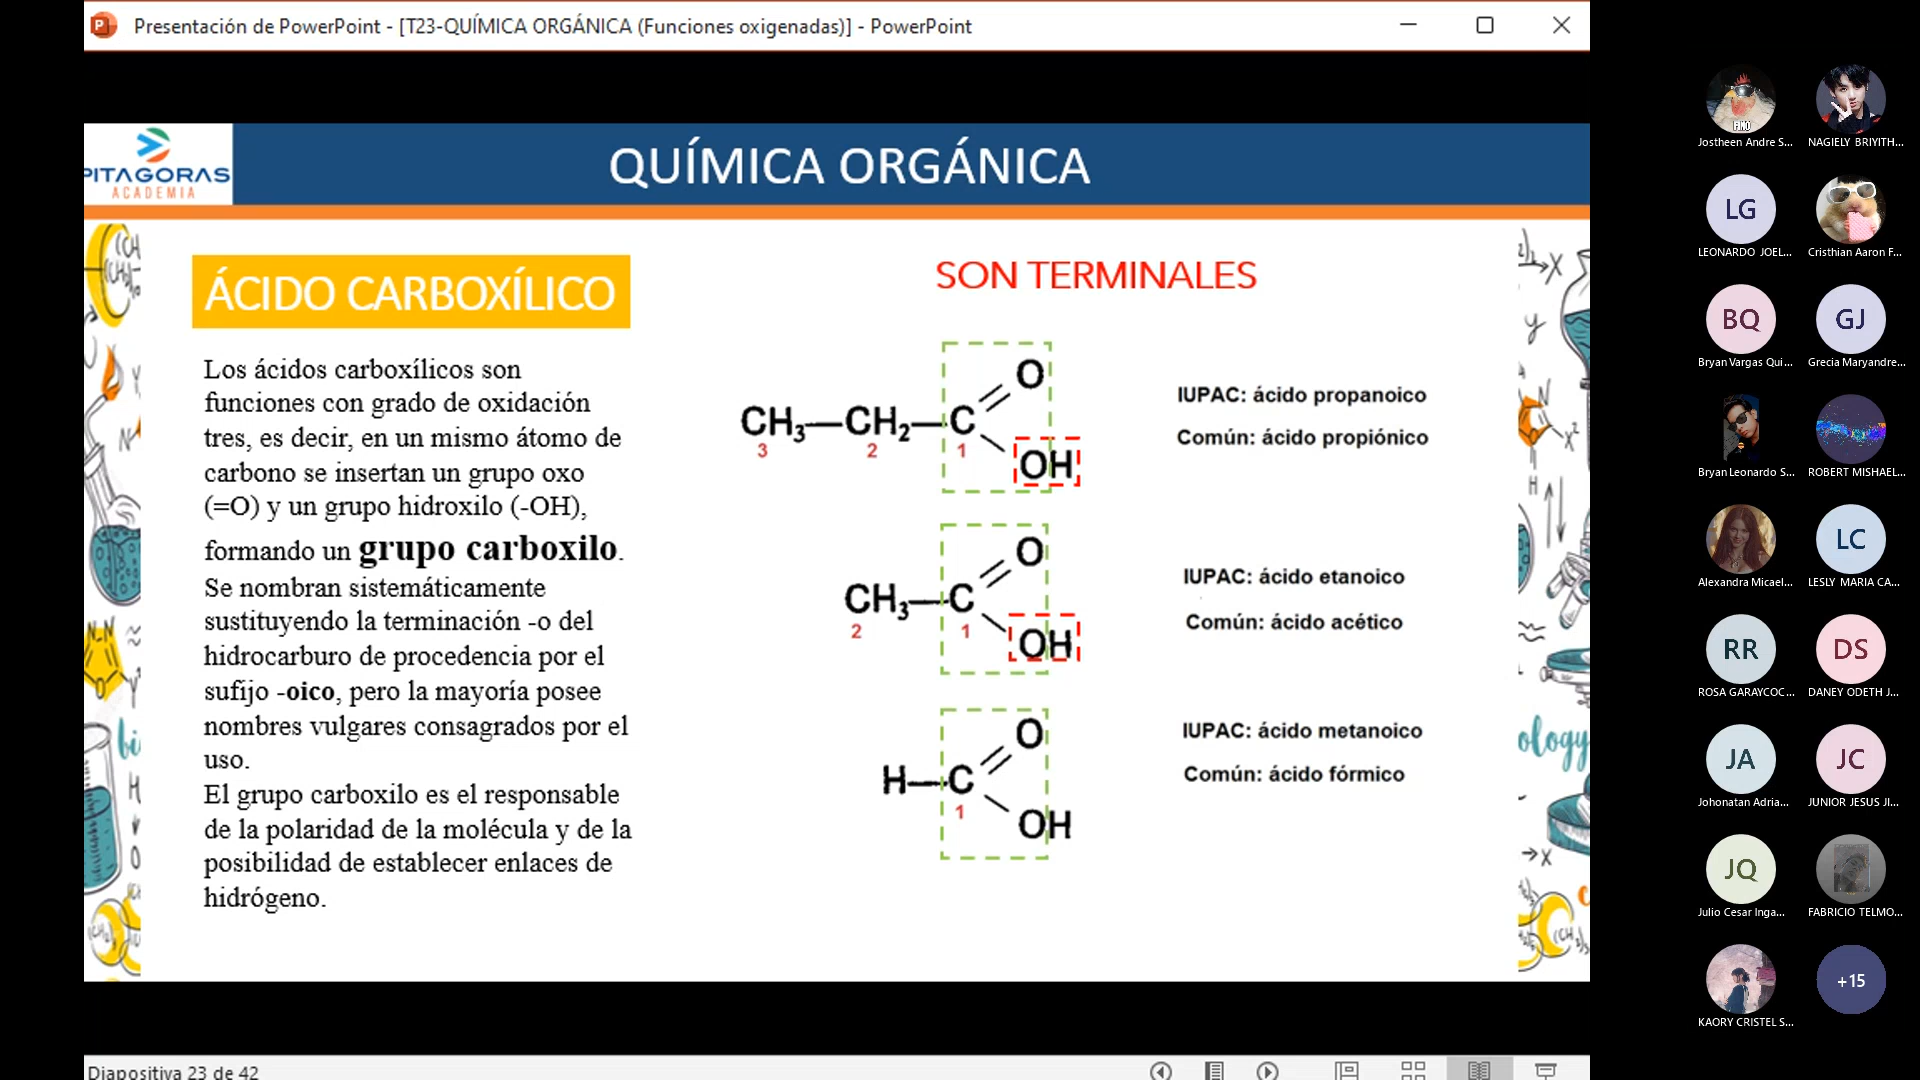 Presentación de PowerPoint - [T23-QUÍMICA ORGÁNICA (Funciones oxigenadas)] - PowerPoint
PITAGORAS
ACADEMIA
QUÍMICA ORGÁNICA
ÁCIDO CARBOXÍLICO
Los ácidos carboxílicos son
funciones con grado de oxidación
tres, es decir, en un mismo átomo de
carbono se insertan un grupo oxo
(=O) y un grupo hidroxilo (-OH),
formando un grupo carboxilo.
Se nombran sistemáticamente
sustituyendo la terminación -o del
hidrocarburo de procedencia por el
sufijo -oico, pero la mayoría posee
nombres vulgares consagrados por el
uso.
El grupo carboxilo es el responsable
de la polaridad de la molécula y de la
posibilidad de establecer enlaces de
hidrógeno.
SON TERMINALES
O
CH₃—CH₂—C
3 2 1
OH
IUPAC: ácido propanoico
Común: ácido propiónico
O
CH₃—C
2 1
OH
IUPAC: ácido etanoico
Común: ácido acético
O
H—C
1
OH
IUPAC: ácido metanoico
Común: ácido fórmico
Jostheen Andre S...
NAGIELY BRIYITH...
LG
LEONARDO JOEL...
Cristhian Aaron F...
BQ
Bryan Vargas Qui...
GJ
Grecia Maryandre...
Bryan Leonardo S...
ROBERT MISHAEL...
Alexandra Micael...
LC
LESLY MARIA CA...
RR
ROSA GARAYCOC...
DS
DANEY ODETH J...
JA
Johonatan Adria...
JC
JUNIOR JESUS JI...
JQ
Julio Cesar Inga...
FABRICIO TELMO...
KAORY CRISTEL S...
+15
Diapositiva 23 de 42